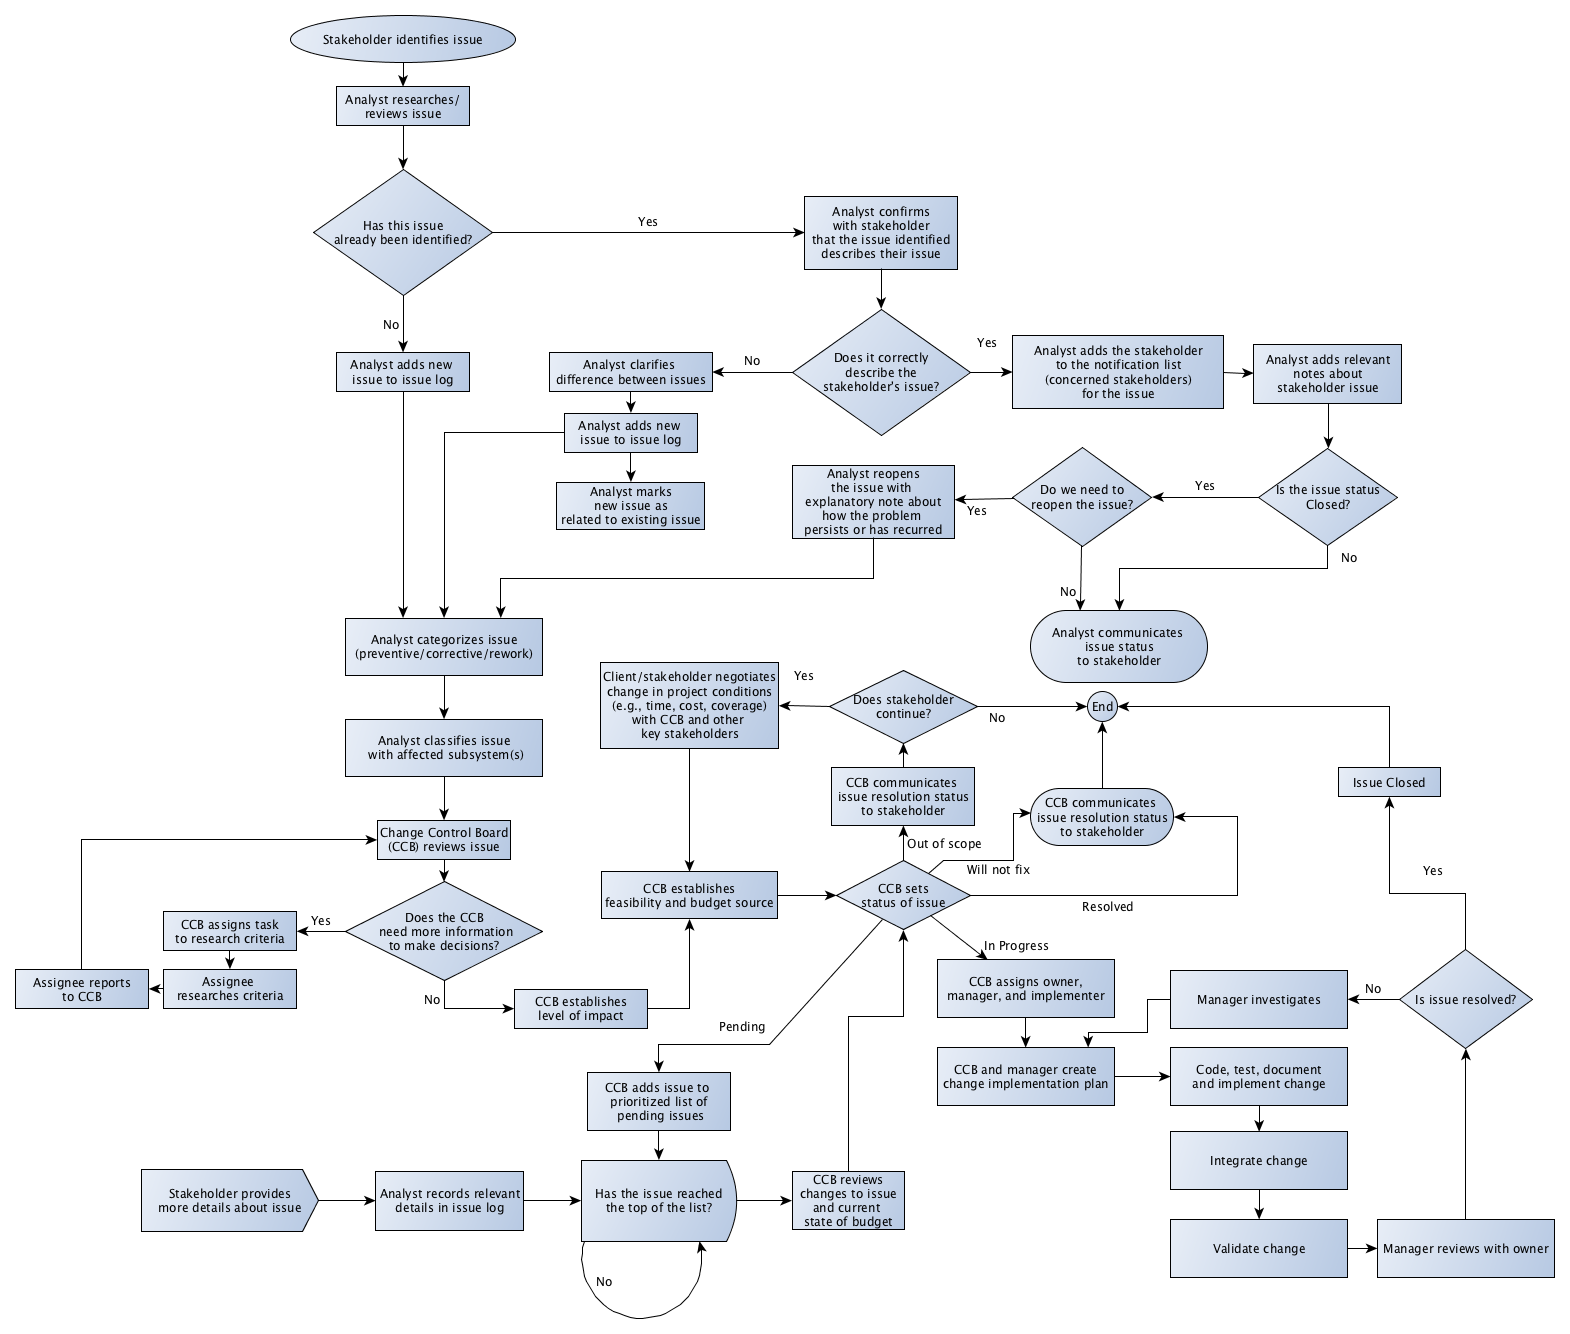 Stakeholder identifies issue
Analyst researches/
reviews issue
Has this issue
already been identified?
Yes
Analyst confirms
with stakeholder
that the issue identified
describes their issue
No
Analyst adds new
issue to issue log
Does it correctly
describe the
stakeholder's issue?
No
Analyst clarifies
difference between issues
Analyst adds new
issue to issue log
Analyst marks
new issue as
related to existing issue
Yes
Analyst adds the stakeholder
to the notification list
(concerned stakeholders)
for the issue
Analyst adds relevant
notes about
stakeholder issue
Is the issue status
Closed?
Yes
No
Do we need to
reopen the issue?
Yes
No
Analyst reopens
the issue with
explanatory note about
how the problem
persists or has recurred
Analyst communicates
issue status
to stakeholder
Analyst categorizes issue
(preventive/corrective/rework)
Analyst classifies issue
with affected subsystem(s)
Change Control Board
(CCB) reviews issue
Does the CCB
need more information
to make decisions?
Yes
CCB assigns task
to research criteria
Assignee
researches criteria
Assignee reports
to CCB
No
CCB establishes
level of impact
Client/stakeholder negotiates
change in project conditions
(e.g., time, cost, coverage)
with CCB and other
key stakeholders
Yes
Does stakeholder
continue?
No
End
CCB communicates
issue resolution status
to stakeholder
CCB communicates
issue resolution status
to stakeholder
Issue Closed
Out of scope
Will not fix
CCB establishes
feasibility and budget source
CCB sets
status of issue
Resolved
In Progress
Pending
CCB assigns owner,
manager, and implementer
CCB and manager create
change implementation plan
Manager investigates
No
Is issue resolved?
Yes
Code, test, document
and implement change
Integrate change
Validate change
Manager reviews with owner
CCB adds issue to
prioritized list of
pending issues
Stakeholder provides
more details about issue
Analyst records relevant
details in issue log
Has the issue reached
the top of the list?
No
CCB reviews
changes to issue
and current
state of budget